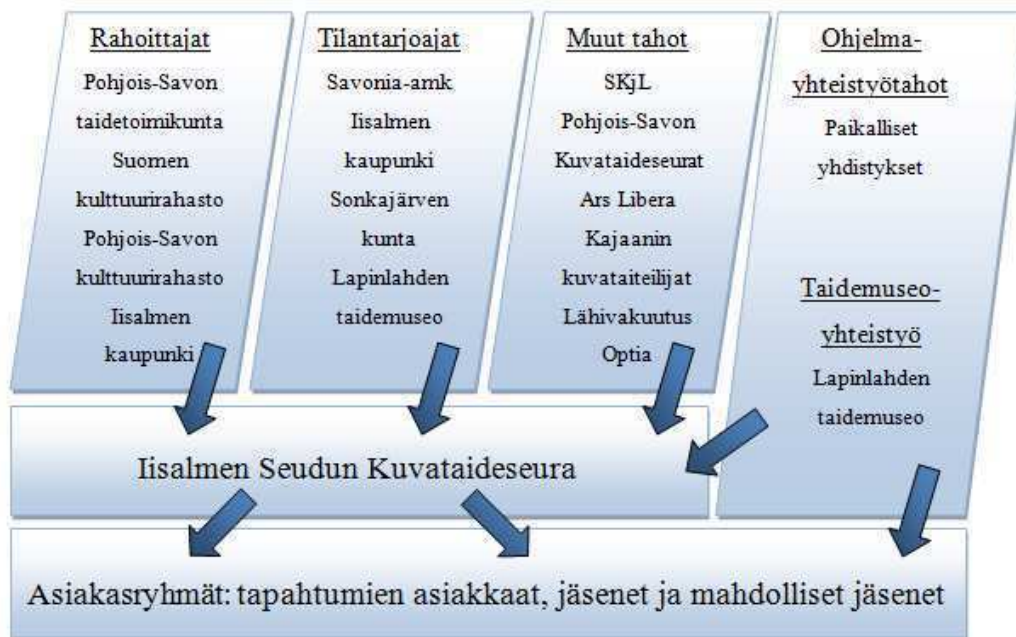 Rahoittajat
Pohjois-Savon
taidetoimikunta
Suomen
kulttuurirahasto
Pohjois-Savon
kulttuurirahasto
Iisalmen
kaupunki
Tilantarjoajat
Savonia-amk
Iisalmen
kaupunki
Sonkajärven
kunta
Lapinlahden
taidemuseo
Muut tahot
SKjL
Pohjois-Savon
Kuvataideseurat
Ars Libera
Kajaanin
kuvataiteilijat
Lähivakuutus
Optia
Ohjelma-
yhteistyötahot
Paikalliset
yhdistykset
Taidemuseo-
yhteistyö
Lapinlahden
taidemuseo
Iisalmen Seudun Kuvataideseura
Asiakasryhmät: tapahtumien asiakkaat, jäsenet ja mahdolliset jäsenet